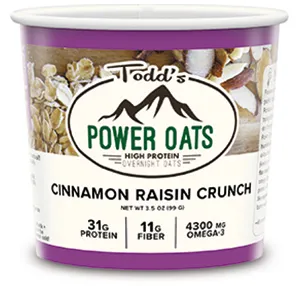 Todd's
POWER OATS
HIGH PROTEIN
OVERNIGHT OATS
CINNAMON RAISIN CRUNCH
NET WT 3.5 OZ (99 G)
31G PROTEIN
11G FIBER
4300 MG OMEGA-3